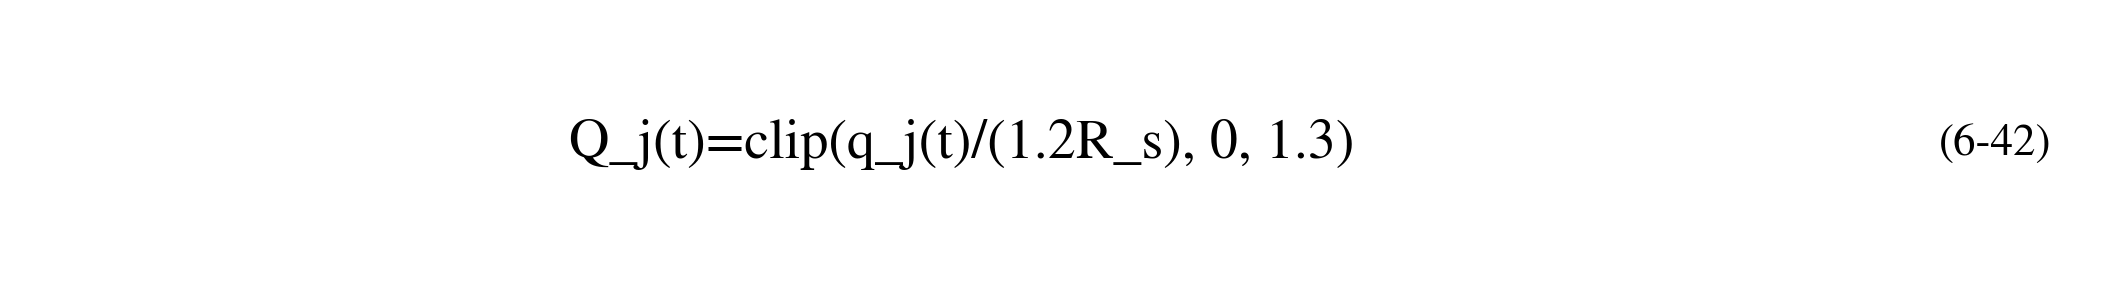 Q_j(t)=clip(q_j(t)/(1.2R_s), 0, 1.3) (6-42)